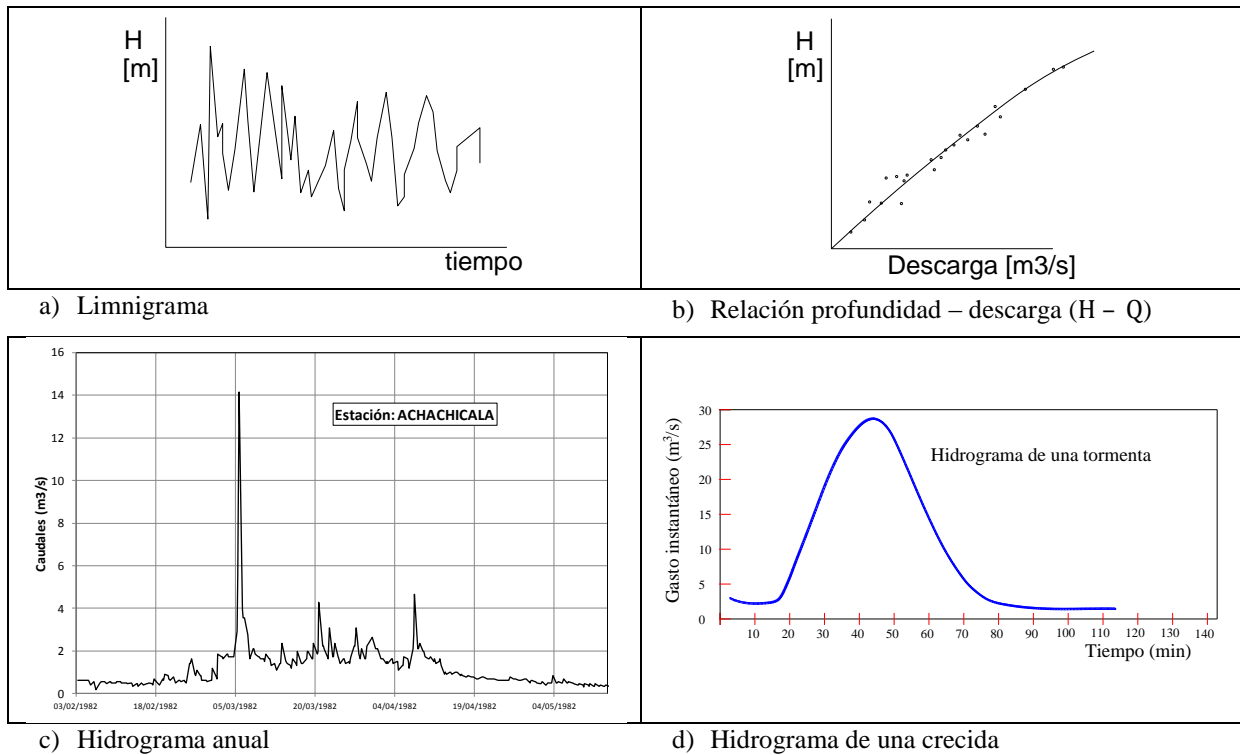 H
[m]
tiempo
H
[m]
Descarga [m3/s]
a) Limnigrama
b) Relación profundidad – descarga (H – Q)
16
14
12
10
8
6
4
2
0
Caudales (m3/s)
Estación: ACHACHICALA
03/02/1982 18/02/1982 05/03/1982 20/03/1982 04/04/1982 19/04/1982 04/05/1982
30
25
20
15
10
5
0
Gasto instantáneo (m³/s)
Hidrograma de una tormenta
10 20 30 40 50 60 70 80 90 100 110 120 130 140
Tiempo (min)
c) Hidrograma anual
d) Hidrograma de una crecida